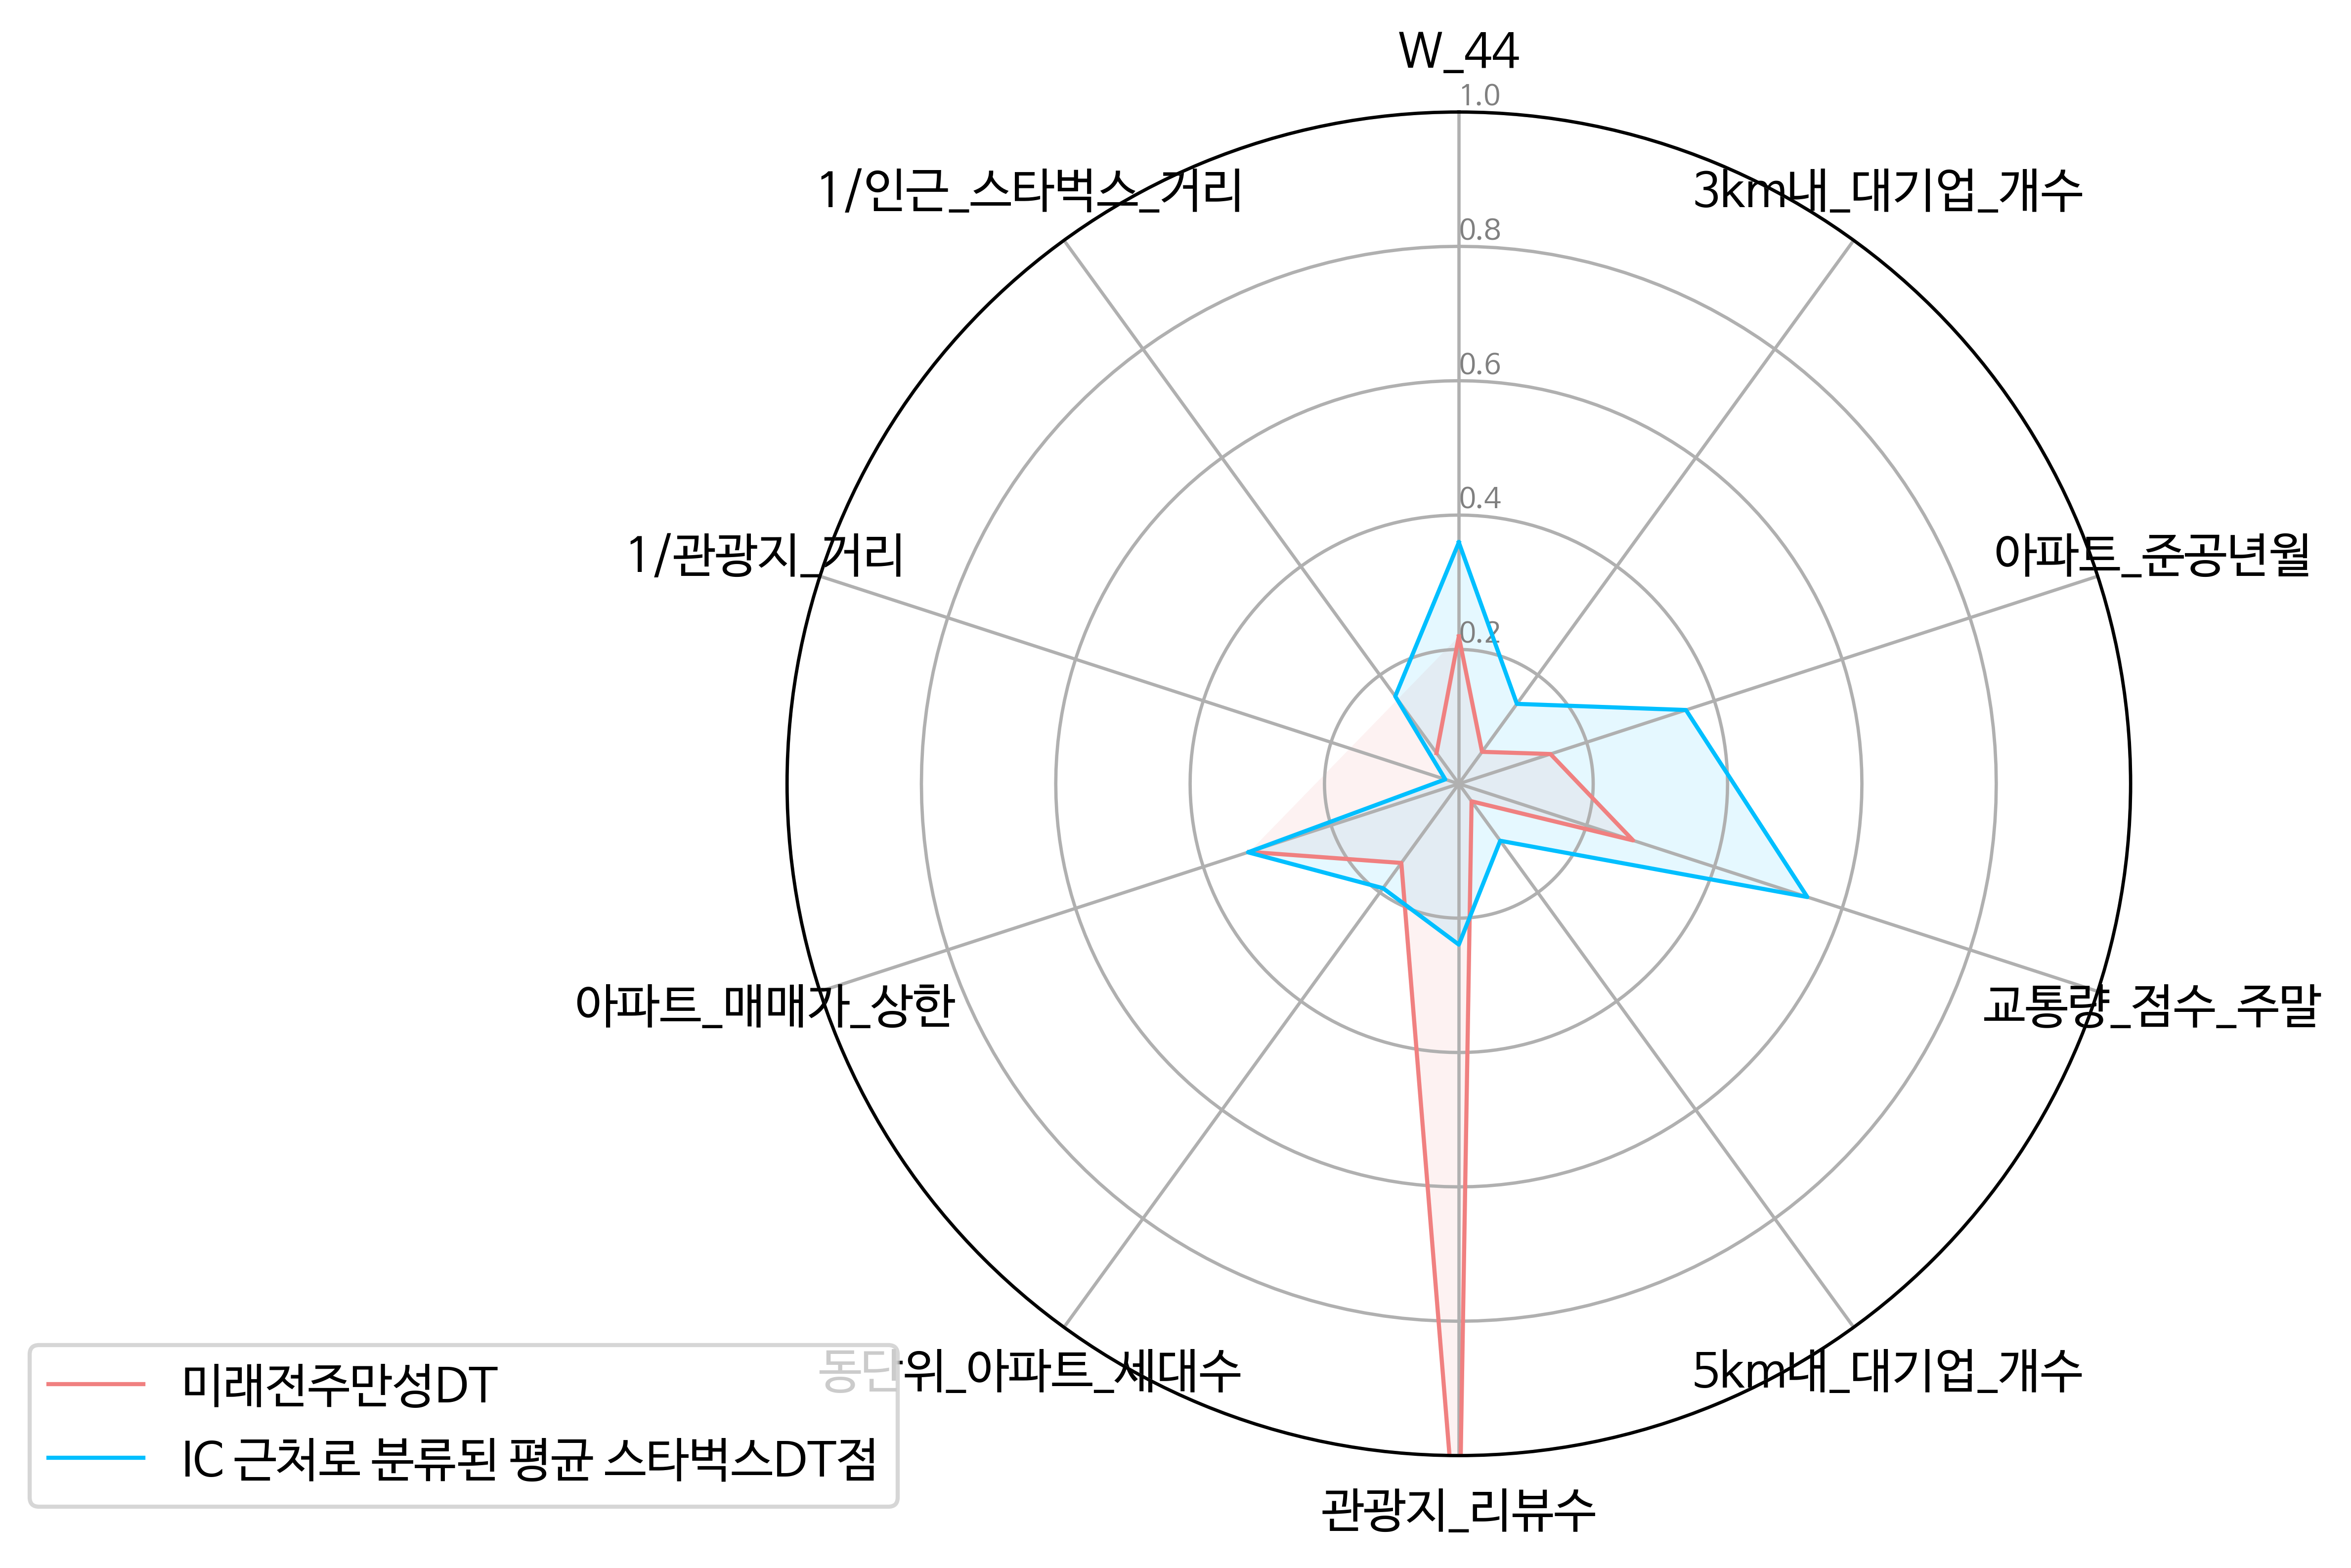 W_44
1.0
1/인근_스타벅스_거리
3km내_대기업_개수
0.8
0.6
0.4
1/관광지_거리
아파트_준공년월
0.2
아파트_매매가_상한
교통량_점수_주말
동단위_아파트_세대수
5km내_대기업_개수
미래전주만성DT
IC 근처로 분류된 평균 스타벅스DT점
관광지_리뷰수